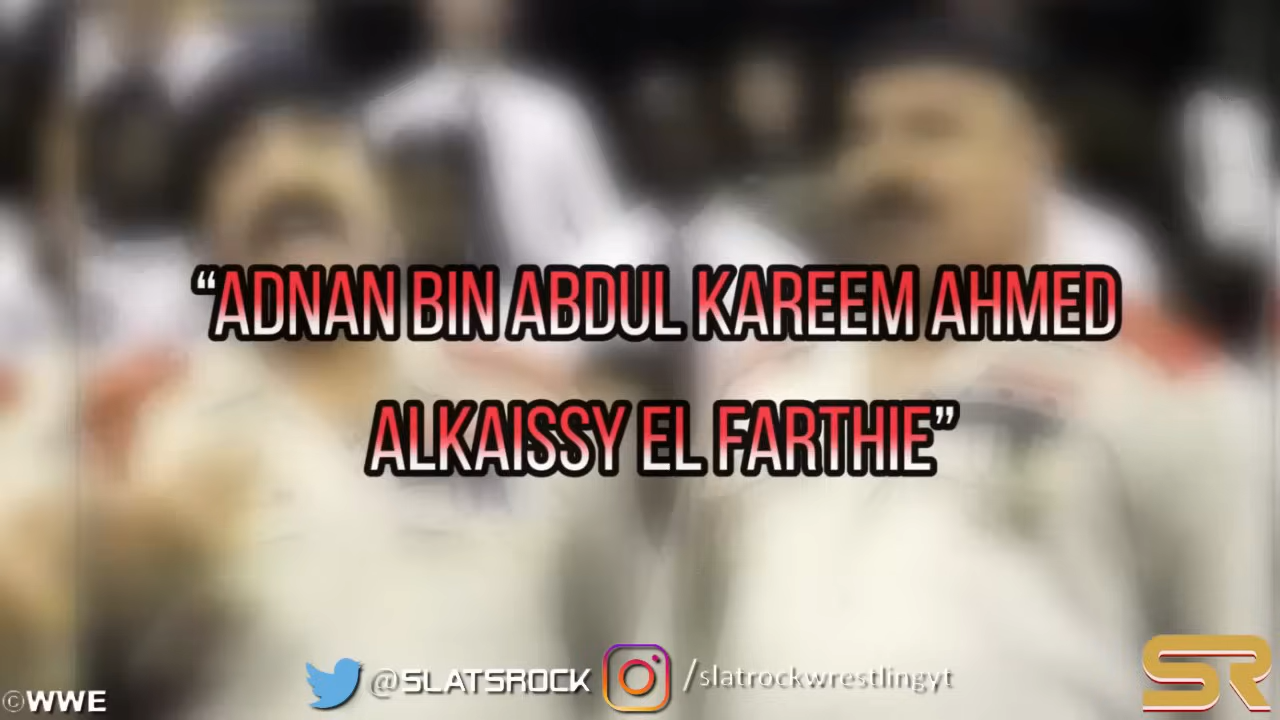 “ADNAN BIN ABDUL KAREEM AHMED
ALKAISSY EL FARTHIE”
©WWE
@SLATSROCK
/slatrockwrestlingyt
SR